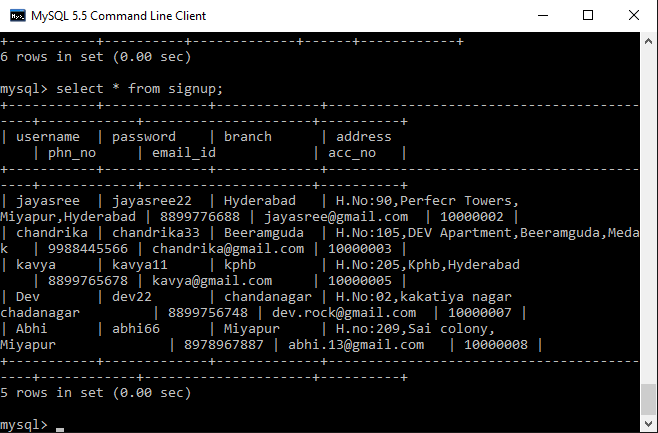 MySQL 5.5 Command Line Client
+-----------+----------+-------------+------+------------+
6 rows in set (0.00 sec)
mysql> select * from signup;
+-----------+-------------+-------------+---------------------------------------
----+------------+---------------------+----------+
| username  | password    | branch      | address
    | phn_no     | email_id            | acc_no   |
+-----------+-------------+-------------+---------------------------------------
----+------------+---------------------+----------+
| jayasree  | jayasree22  | Hyderabad   | H.No:90,Perfecr Towers,
Miyapur,Hyderabad | 8899776688 | jayasree@gmail.com  | 10000002 |
| chandrika | chandrika33 | Beeramguda  | H.No:105,DEV Apartment,Beeramguda,Meda
k   | 9988445566 | chandrika@gmail.com | 10000003 |
| kavya     | kavya11     | kphb        | H.No:205,Kphb,Hyderabad
    | 8899765678 | kavya@gmail.com     | 10000005 |
| Dev       | dev22       | chandanagar | H.No:02,kakatiya nagar
chadanagar         | 8899756748 | dev.rock@gmail.com  | 10000007 |
| Abhi      | abhi66      | Miyapur     | H.no:209,Sai colony,
Miyapur              | 8978967887 | abhi.13@gmail.com   | 10000008 |
+-----------+-------------+-------------+---------------------------------------
----+------------+---------------------+----------+
5 rows in set (0.00 sec)
mysql> _